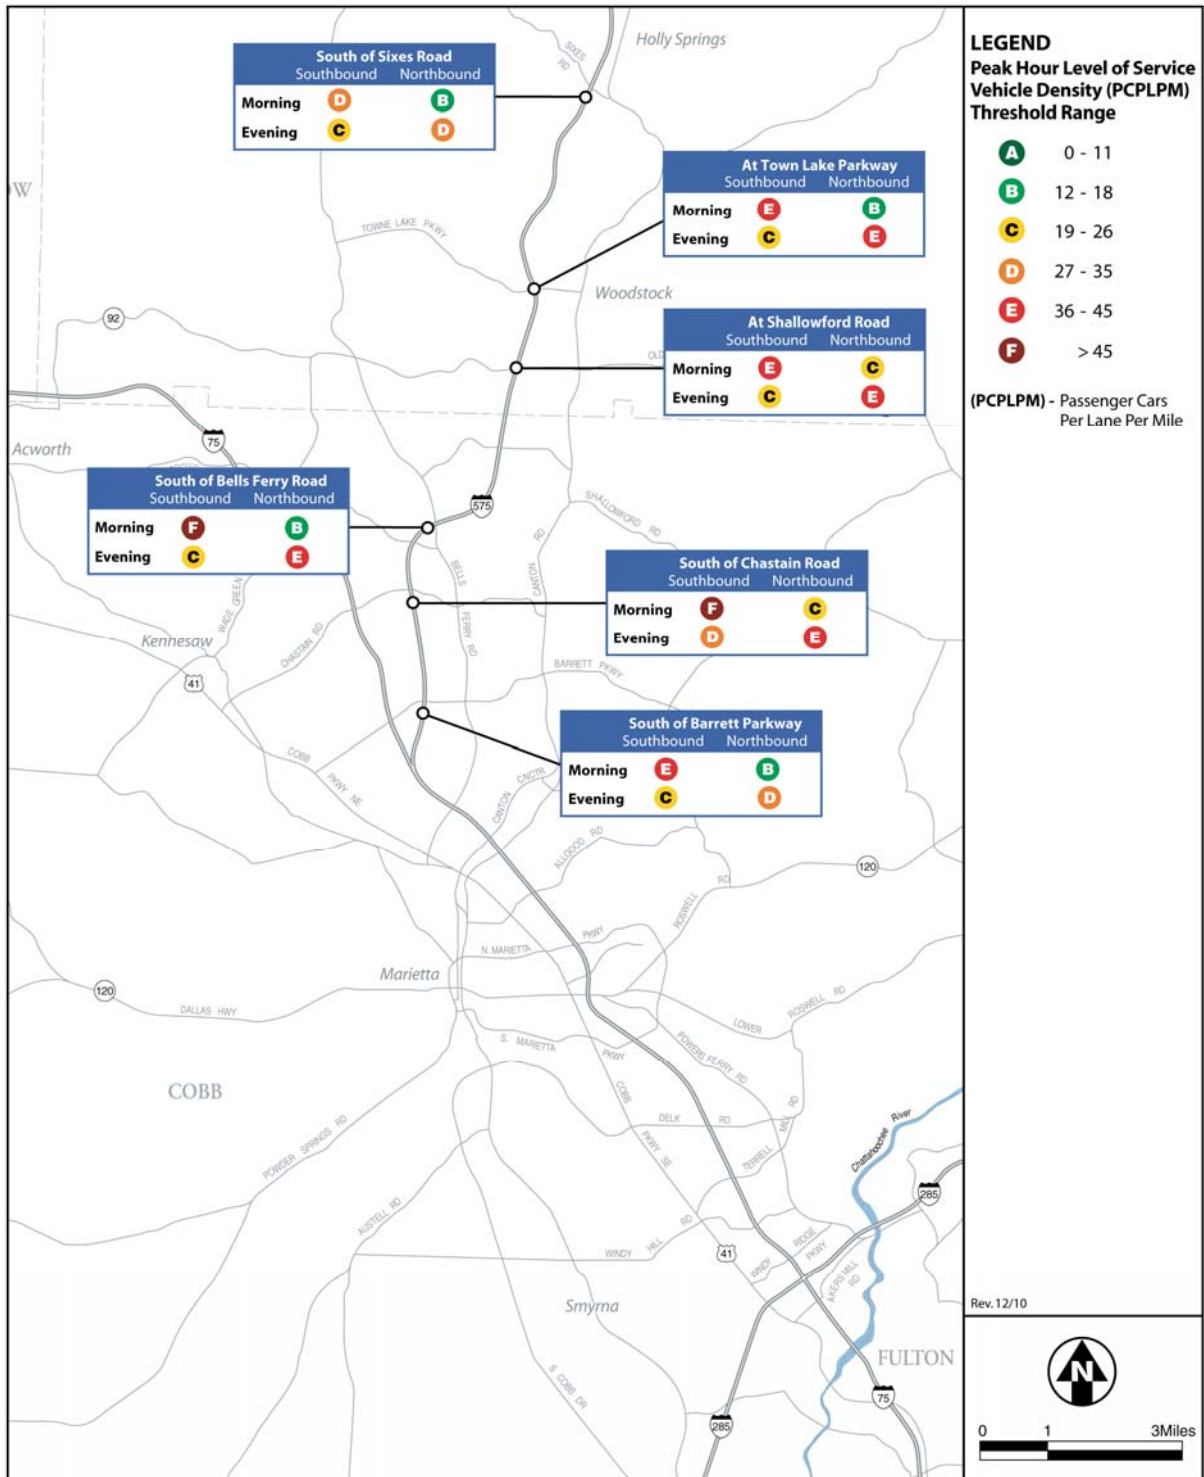 Holly Springs
SIXES RD
South of Sixes Road
Southbound Northbound
Morning D B
Evening C D
At Town Lake Parkway
Southbound Northbound
Morning E B
Evening C E
TOWNE LAKE PKWY
Woodstock
92
At Shallowford Road
Southbound Northbound
Morning E C
Evening C E
OLD
75
Acworth
South of Bells Ferry Road
Southbound Northbound
Morning F B
Evening C E
575
SHALLOWFORD RD
CANTON RD
BELLS FERRY RD
WADE GREEN
South of Chastain Road
Southbound Northbound
Morning F C
Evening D E
Kennesaw
CHASTAIN RD
41
BARRETT PKWY
South of Barrett Parkway
Southbound Northbound
Morning E B
Evening C D
COBB PKWY NE
CANTON CNCTR
ALLGOOD RD
120
ROSWELL RD
N. MARIETTA PKWY
Marietta
120
DALLAS HWY
LOWER ROSWELL RD
S. MARIETTA PKWY
POWERS FERRY RD
COBB
COBB PKWY SE
DELK RD
TERRELL MILL RD
Chattahoochee River
POWDER SPRINGS RD
AUSTELL RD
285
WINDY HILL RD
41
WINDY RIDGE PKWY
AKERS MILL RD
Smyrna
FULTON
S COBB DR
75
285
LEGEND
Peak Hour Level of Service
Vehicle Density (PCPLPM)
Threshold Range
A 0 - 11
B 12 - 18
C 19 - 26
D 27 - 35
E 36 - 45
F > 45
(PCPLPM) - Passenger Cars
Per Lane Per Mile
Rev. 12/10
N
0 1 3Miles